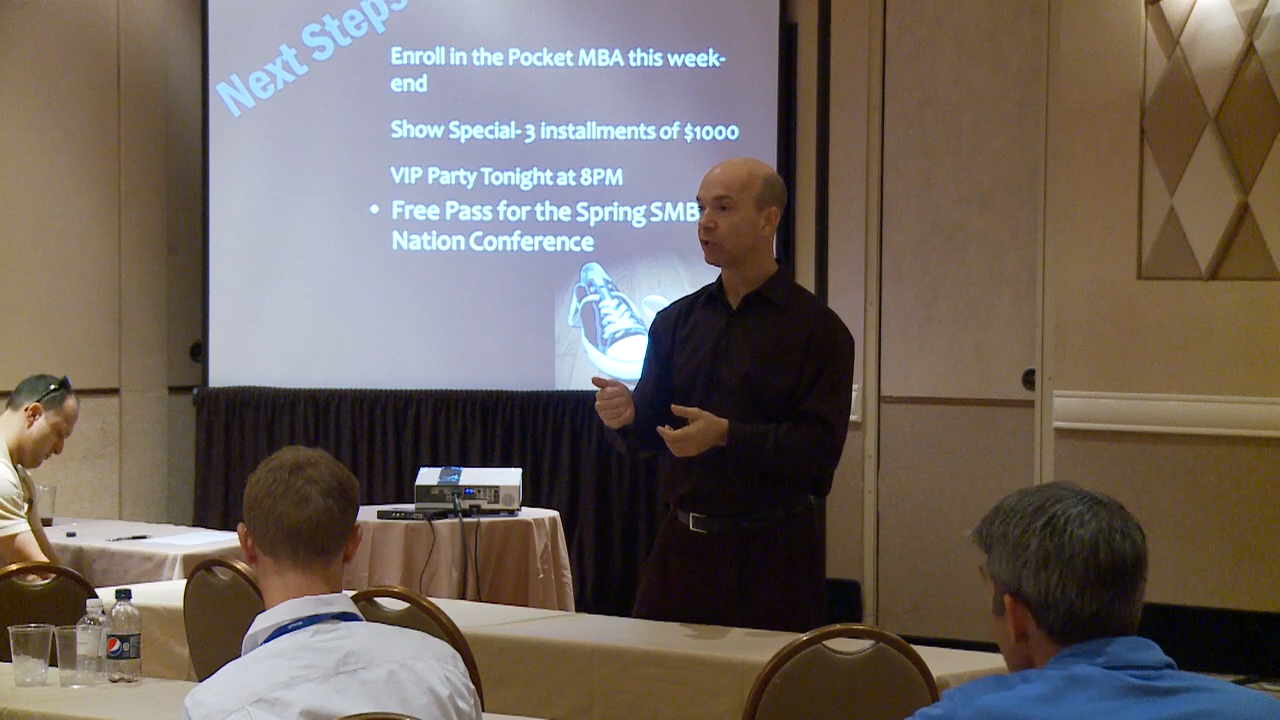 Next Steps
Enroll in the Pocket MBA this week-
end
Show Special- 3 installments of $1000
VIP Party Tonight at 8PM
• Free Pass for the Spring SMB
Nation Conference